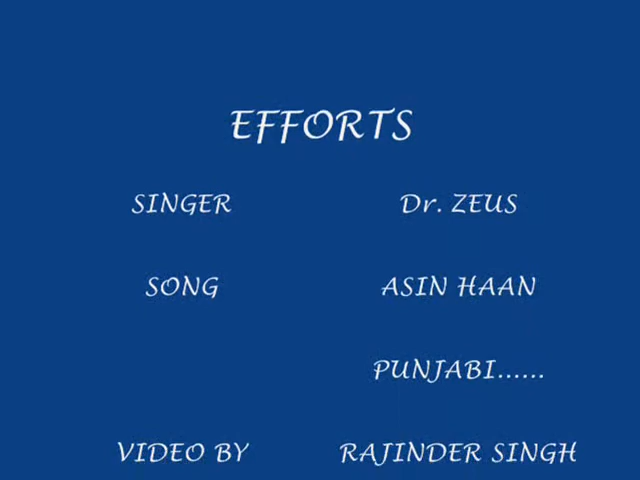 EFFORTS
SINGER Dr. ZEUS
SONG ASIN HAAN
PUNJABI......
VIDEO BY RAJINDER SINGH